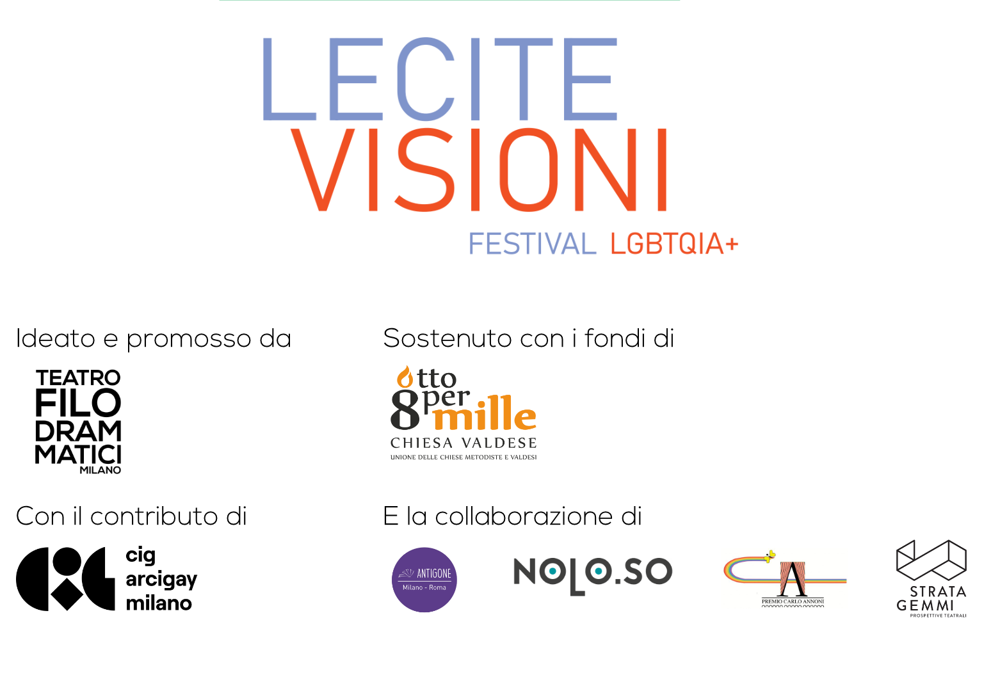 LECITE
VISIONI
FESTIVAL LGBTQIA+
Ideato e promosso da
TEATRO
FILO
DRAM
MATICI
MILANO
Sostenuto con i fondi di
otto
8 per
mille
CHIESA VALDESE
UNIONE DELLE CHIESE METODISTE E VALDESI
Con il contributo di
cig
arcigay
milano
E la collaborazione di
ANTIGONE
Milano - Roma
NOLO.SO
CA
PREMIO CARLO ANNONI
STRATA
GEMMI
PROSPETTIVE TEATRALI